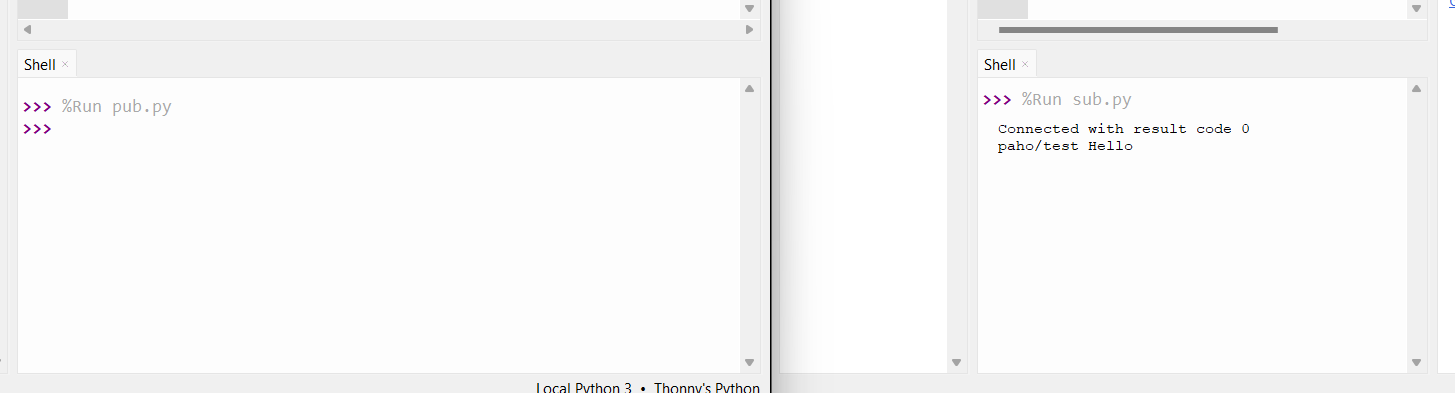 Shell ×
>>> %Run pub.py
>>>
Local Python 3 • Thonny's Python
Shell ×
>>> %Run sub.py
Connected with result code 0
paho/test Hello